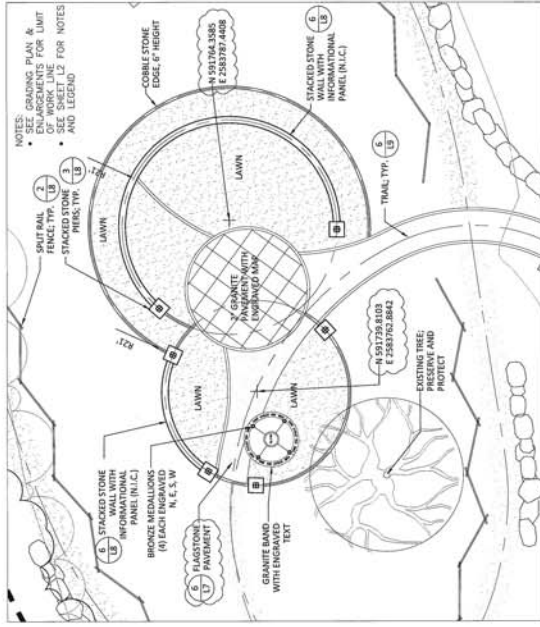 NOTES:
• SEE GRADING PLAN &
ENLARGEMENTS FOR LIMIT
OF WORK LINE
• SEE SHEET L2 FOR NOTES
AND LEGEND
SPLIT RAIL
FENCE; TYP.
2
L8
STACKED STONE
PIERS; TYP.
3
L8
COBBLE STONE
EDGE, 6" HEIGHT
N 591764.3585
E 2583787.4408
6
L8
STACKED STONE
WALL WITH
INFORMATIONAL
PANEL (N.I.C.)
R21'
LAWN
LAWN
R21'
2" GRANITE
PAVEMENT WITH
ENGRAVED MAP
TRAIL; TYP.
6
L9
LAWN
LAWN
N 591739.8103
E 2583762.8842
EXISTING TREE;
PRESERVE AND
PROTECT
6
L8
STACKED STONE
WALL WITH
INFORMATIONAL
PANEL (N.I.C.)
BRONZE MEDALLIONS
(4) EACH ENGRAVED
N, E, S, W
6
L7
FLAGSTONE
PAVEMENT
GRANITE BAND
WITH ENGRAVED
TEXT